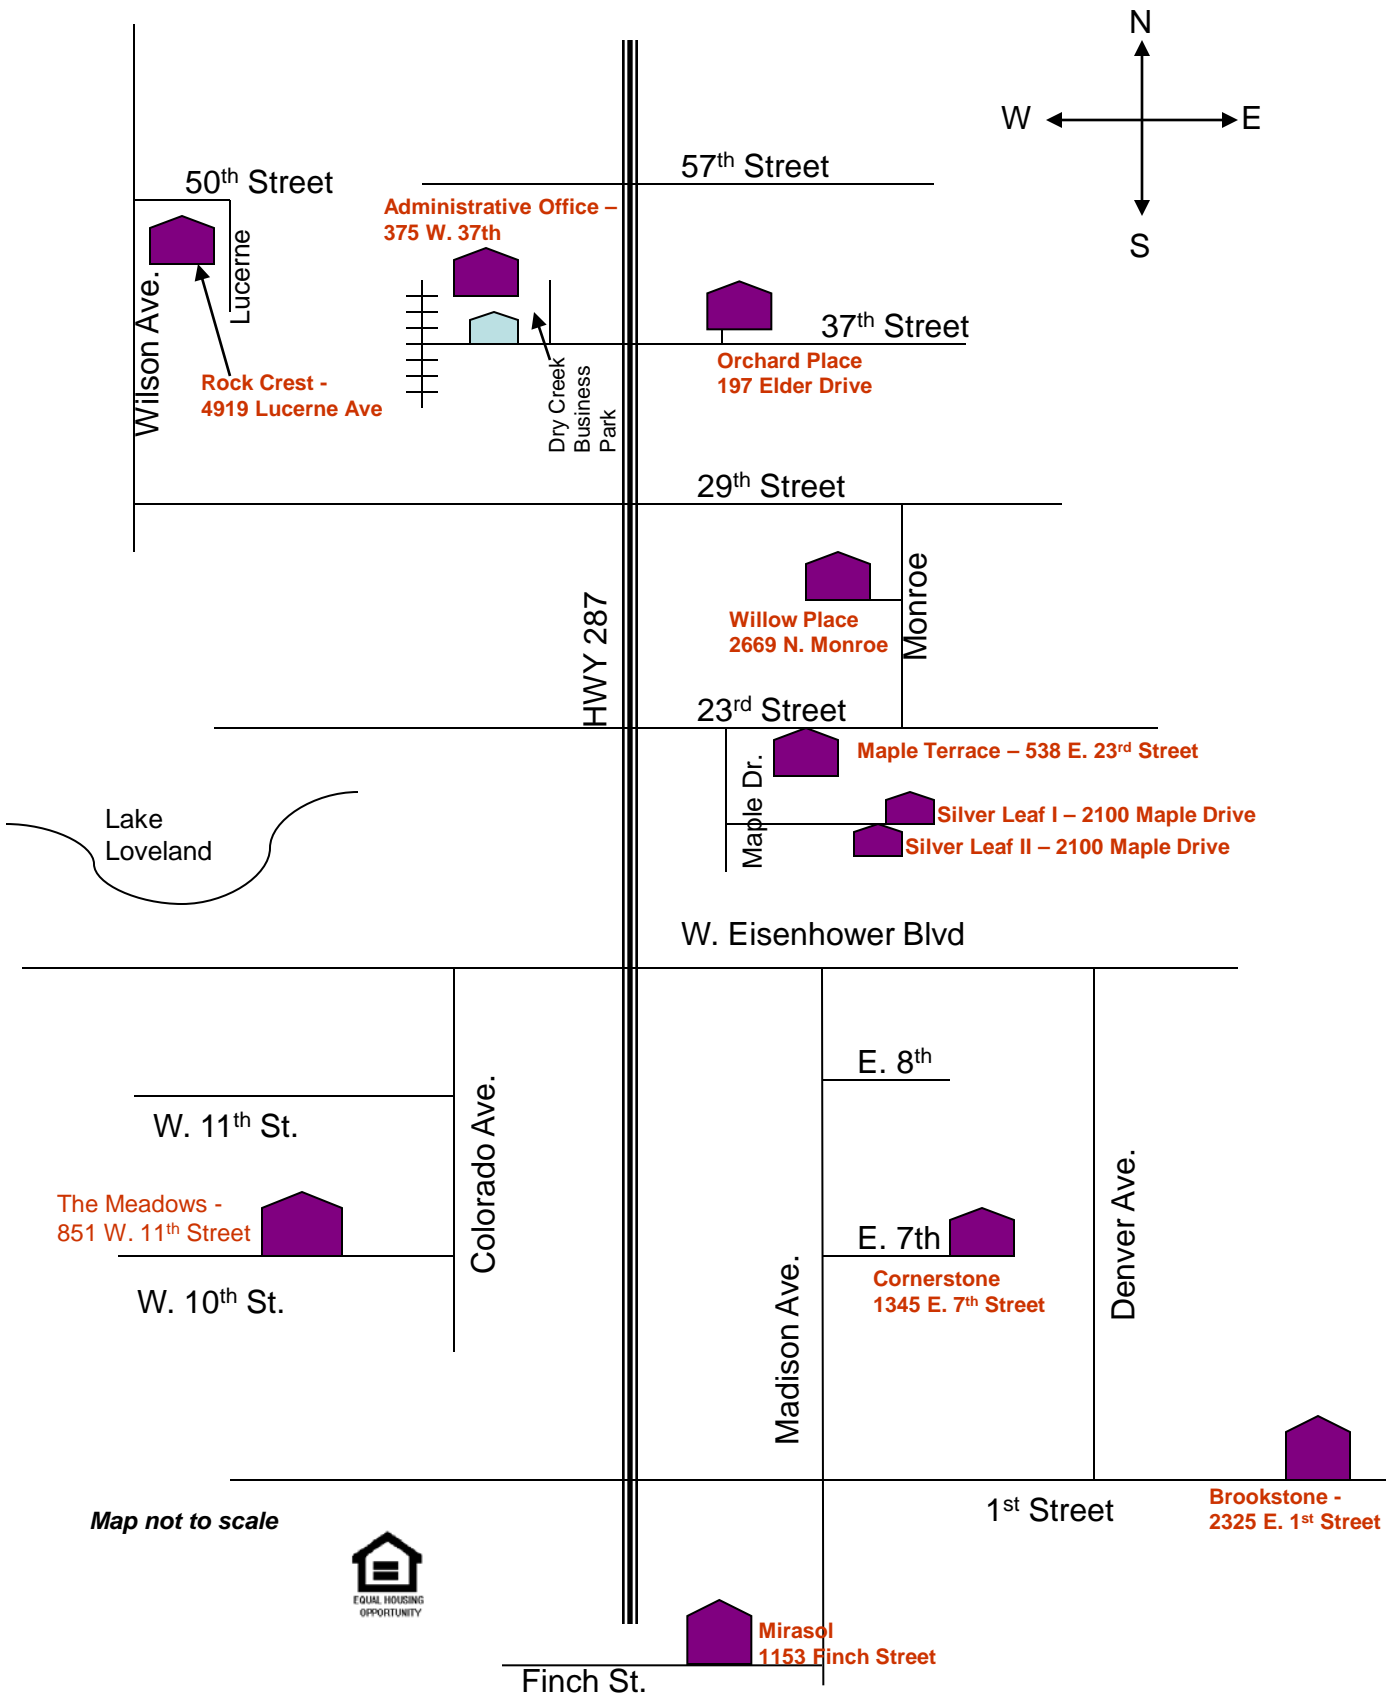 N
W
E
S
57th Street
50th Street
Administrative Office –
375 W. 37th
Lucerne
Wilson Ave.
37th Street
Orchard Place
197 Elder Drive
Rock Crest -
4919 Lucerne Ave
Dry Creek
Business
Park
29th Street
Willow Place
2669 N. Monroe
Monroe
HWY 287
23rd Street
Maple Terrace – 538 E. 23rd Street
Maple Dr.
Silver Leaf I – 2100 Maple Drive
Silver Leaf II – 2100 Maple Drive
Lake
Loveland
W. Eisenhower Blvd
E. 8th
W. 11th St.
Colorado Ave.
The Meadows -
851 W. 11th Street
W. 10th St.
E. 7th
Cornerstone
1345 E. 7th Street
Denver Ave.
Madison Ave.
1st Street
Brookstone -
2325 E. 1st Street
Map not to scale
EQUAL HOUSING
OPPORTUNITY
Mirasol
1153 Finch Street
Finch St.